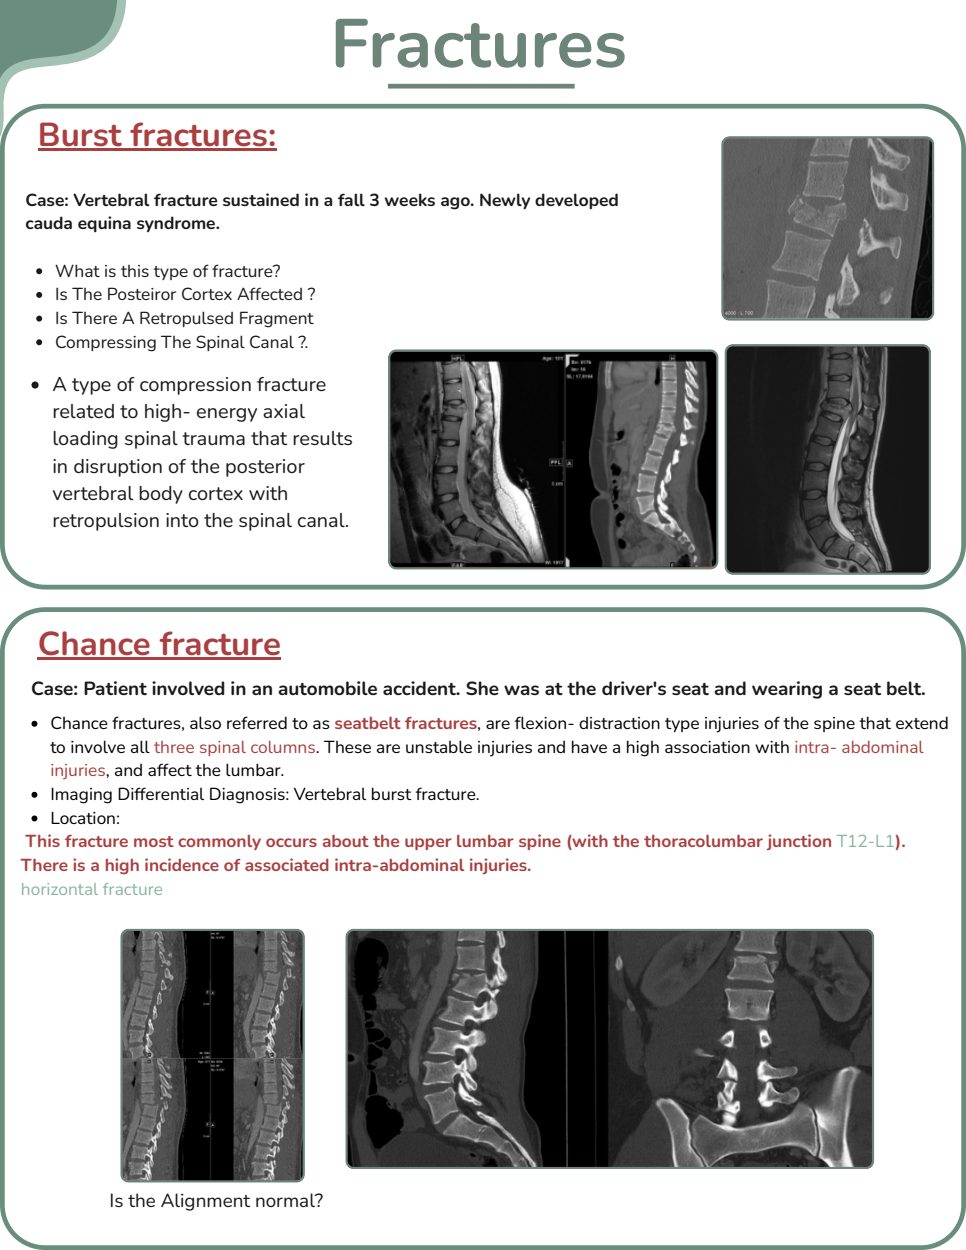 Fractures
Burst fractures:
Case: Vertebral fracture sustained in a fall 3 weeks ago. Newly developed
cauda equina syndrome.
• What is this type of fracture?
• Is The Posteiror Cortex Affected ?
• Is There A Retropulsed Fragment
• Compressing The Spinal Canal ?.
• A type of compression fracture
related to high- energy axial
loading spinal trauma that results
in disruption of the posterior
vertebral body cortex with
retropulsion into the spinal canal.
Chance fracture
Case: Patient involved in an automobile accident. She was at the driver's seat and wearing a seat belt.
• Chance fractures, also referred to as seatbelt fractures, are flexion- distraction type injuries of the spine that extend
to involve all three spinal columns. These are unstable injuries and have a high association with intra- abdominal
injuries, and affect the lumbar.
• Imaging Differential Diagnosis: Vertebral burst fracture.
• Location:
This fracture most commonly occurs about the upper lumbar spine (with the thoracolumbar junction T12-L1).
There is a high incidence of associated intra-abdominal injuries.
horizontal fracture
Is the Alignment normal?